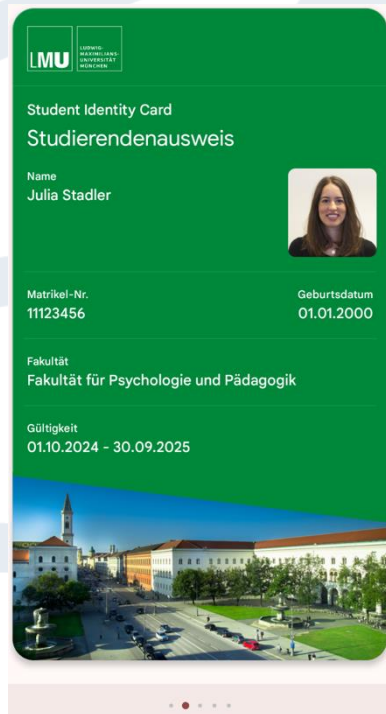 LMU
LUDWIG-
MAXIMILIANS-
UNIVERSITÄT
MÜNCHEN
Student Identity Card
Studierendenausweis
Name
Julia Stadler
Matrikel-Nr.
11123456
Geburtsdatum
01.01.2000
Fakultät
Fakultät für Psychologie und Pädagogik
Gültigkeit
01.10.2024 - 30.09.2025